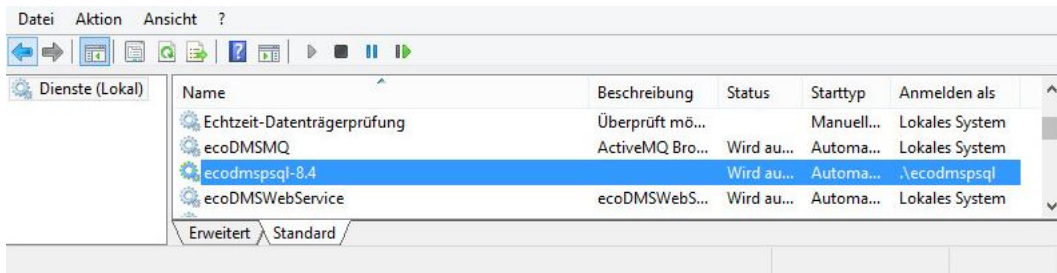 Datei Aktion Ansicht ?
Dienste (Lokal)
Name Beschreibung Status Starttyp Anmelden als
Echtzeit-Datenträgerprüfung Überprüft mö... Manuell... Lokales System
ecoDMSMQ ActiveMQ Bro... Wird au... Automa... Lokales System
ecodmspsql-8.4 Wird au... Automa... .\ecodmspsql
ecoDMSWebService ecoDMSWebS... Wird au... Automa... Lokales System
Erweitert Standard